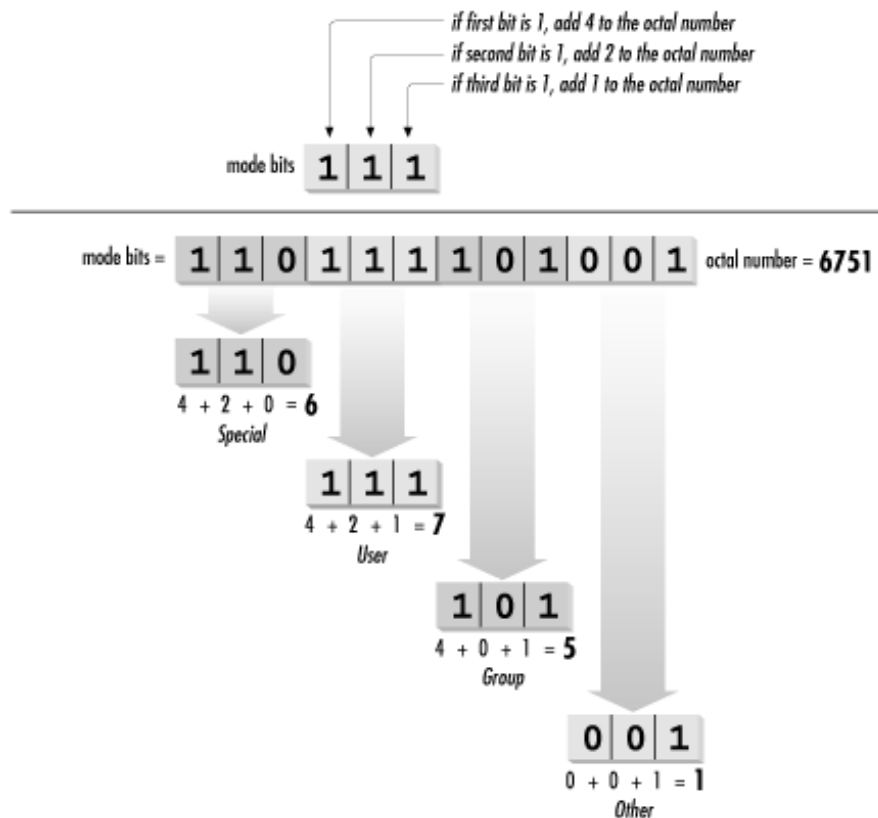 if first bit is 1, add 4 to the octal number
if second bit is 1, add 2 to the octal number
if third bit is 1, add 1 to the octal number
mode bits 1 1 1
mode bits = 1 1 0 1 1 1 1 0 1 0 0 1 octal number = 6751
1 1 0
4 + 2 + 0 = 6
Special
1 1 1
4 + 2 + 1 = 7
User
1 0 1
4 + 0 + 1 = 5
Group
0 0 1
0 + 0 + 1 = 1
Other